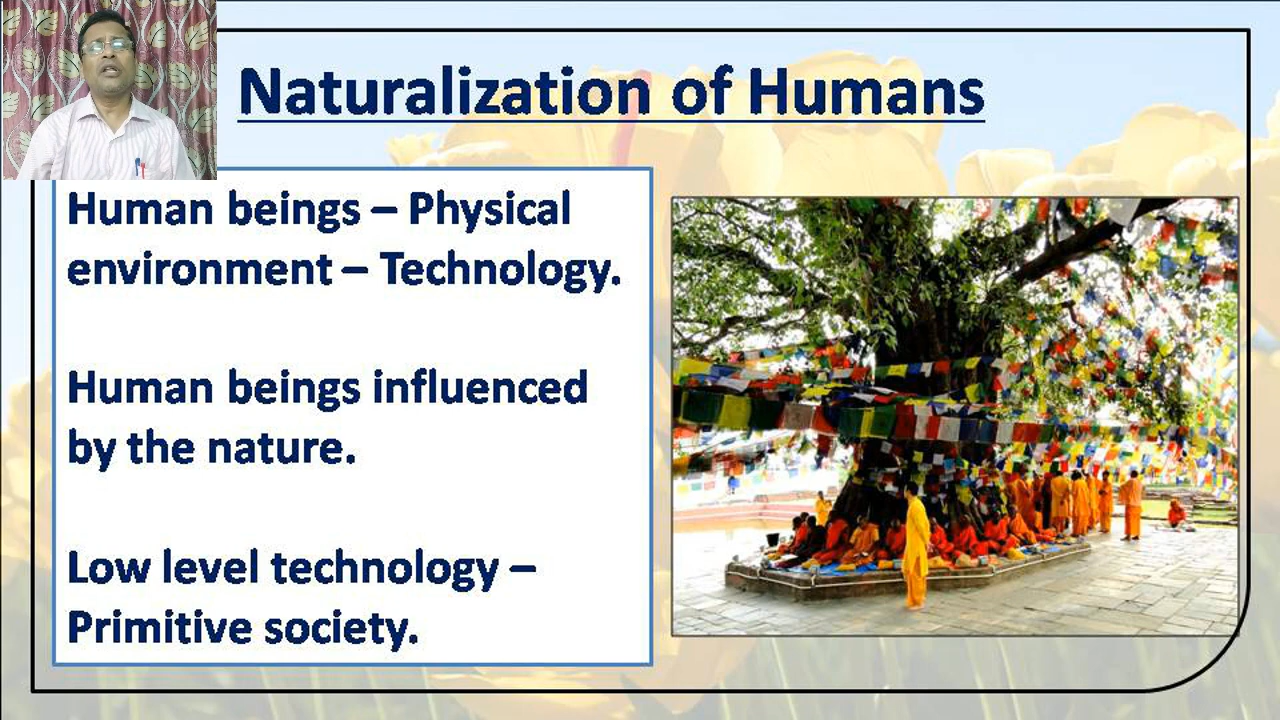 Naturalization of Humans
Human beings – Physical
environment – Technology.
Human beings influenced
by the nature.
Low level technology –
Primitive society.